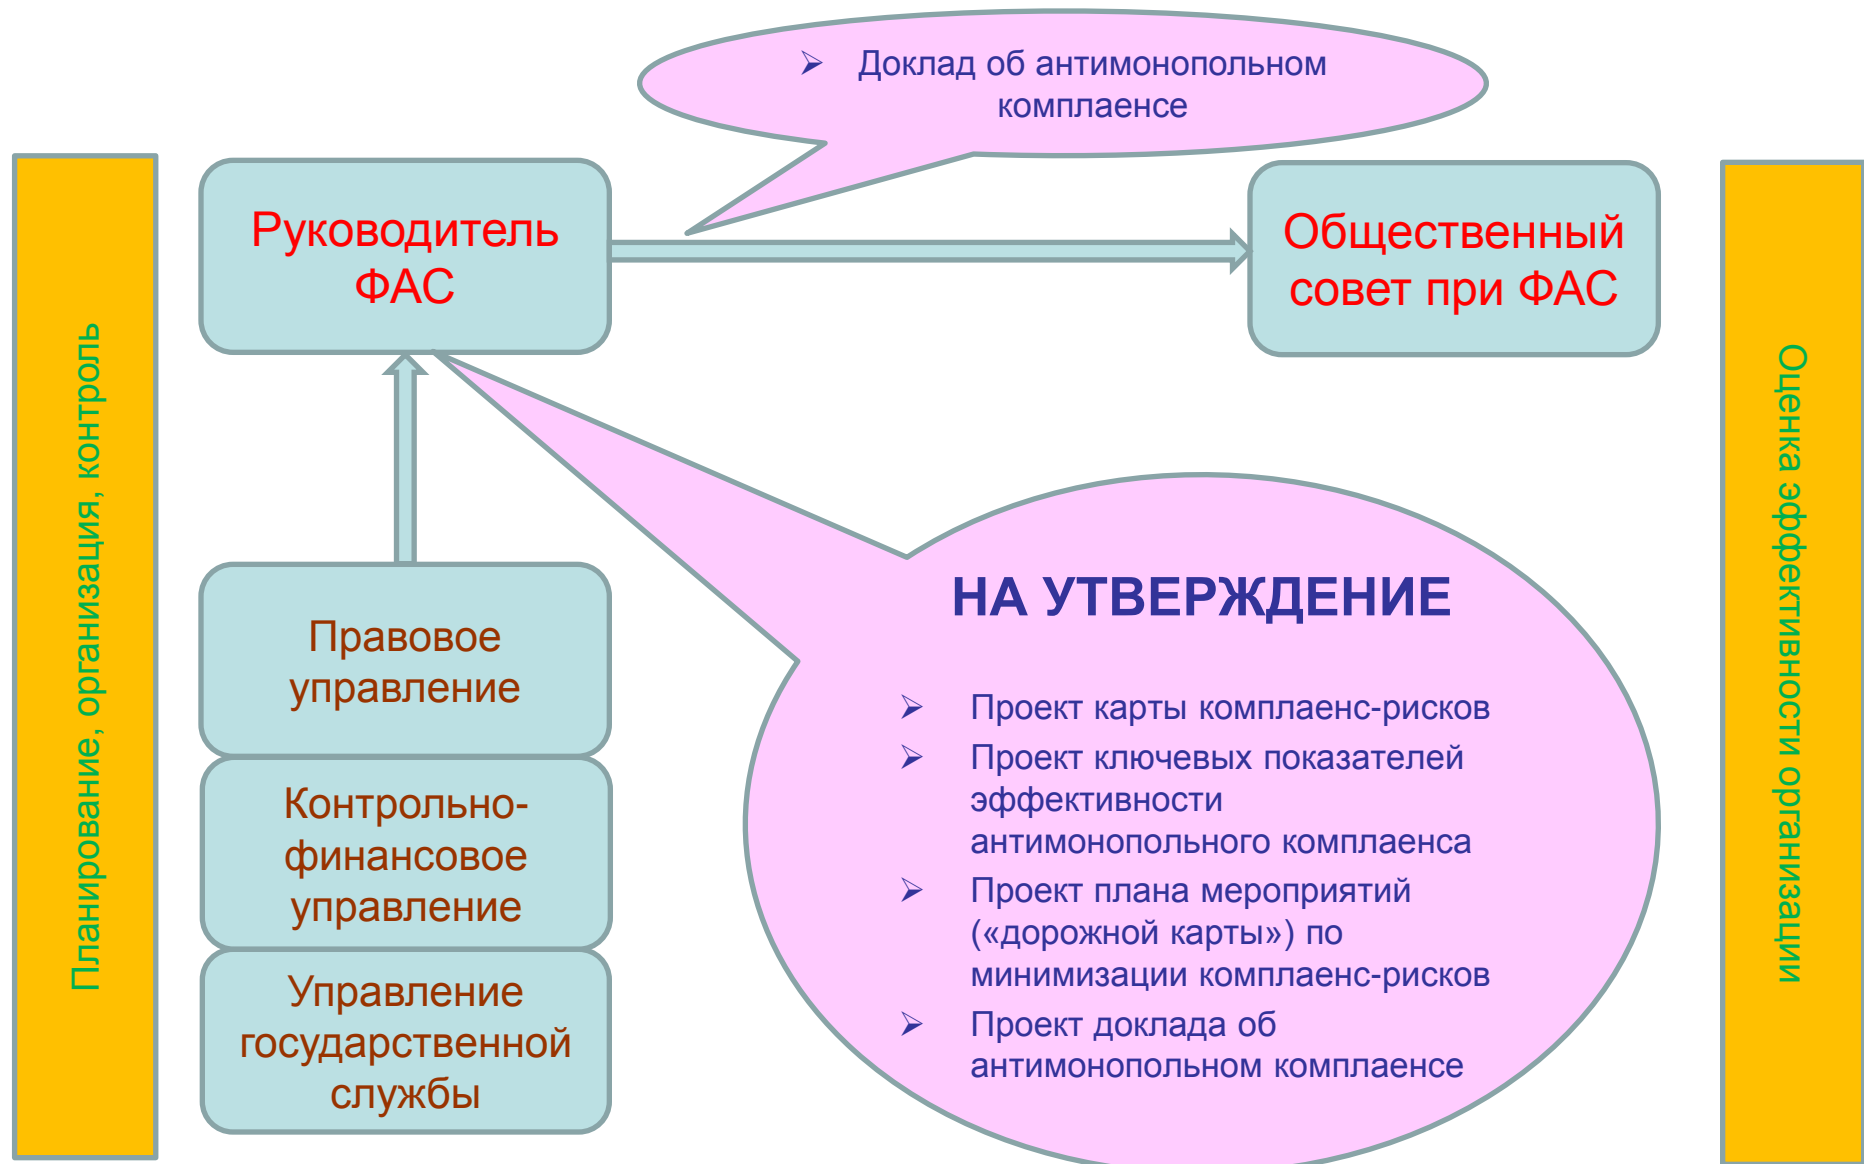 ➢ Доклад об антимонопольном
комплаенсе
Планирование, организация, контроль
Руководитель
ФАС
Общественный
совет при ФАС
Оценка эффективности организации
Правовое
управление
Контрольно-
финансовое
управление
Управление
государственной
службы
НА УТВЕРЖДЕНИЕ
➢ Проект карты комплаенс-рисков
➢ Проект ключевых показателей
эффективности
антимонопольного комплаенса
➢ Проект плана мероприятий
(«дорожной карты») по
минимизации комплаенс-рисков
➢ Проект доклада об
антимонопольном комплаенсе